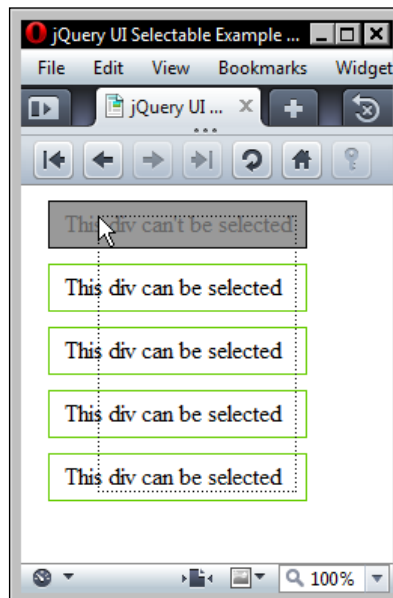 jQuery UI Selectable Example ...
File Edit View Bookmarks Widget
jQuery UI ...
This div can't be selected
This div can be selected
This div can be selected
This div can be selected
This div can be selected
100%